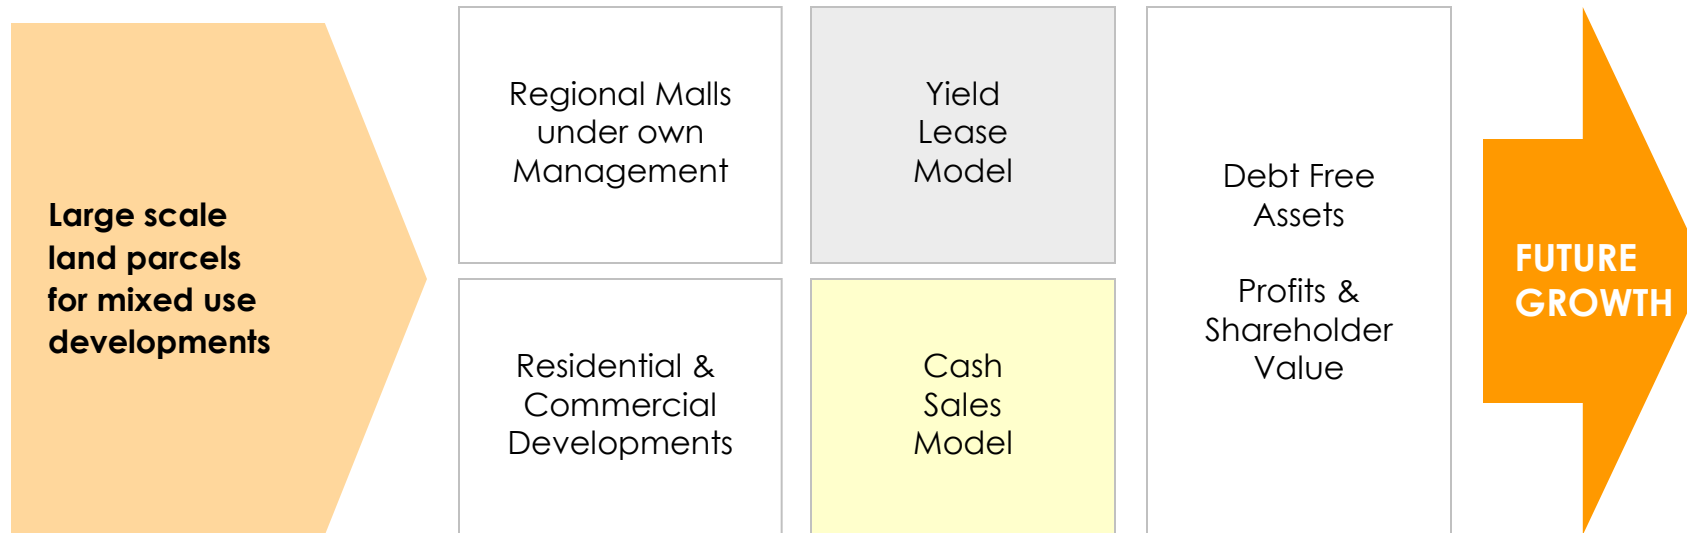 Large scale
land parcels
for mixed use
developments
Regional Malls
under own
Management
Yield
Lease
Model
Residential &
Commercial
Developments
Cash
Sales
Model
Debt Free
Assets
Profits &
Shareholder
Value
FUTURE
GROWTH